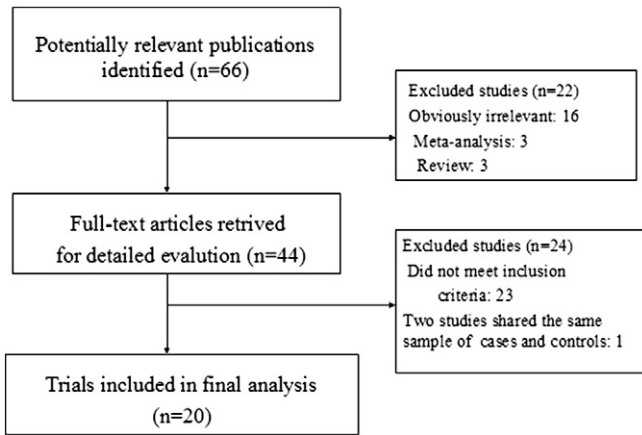 Potentially relevant publications
identified (n=66)
Excluded studies (n=22)
Obviously irrelevant: 16
Meta-analysis: 3
Review: 3
Full-text articles retrived
for detailed evalution (n=44)
Excluded studies (n=24)
Did not meet inclusion
criteria: 23
Two studies shared the same
sample of cases and controls: 1
Trials included in final analysis
(n=20)